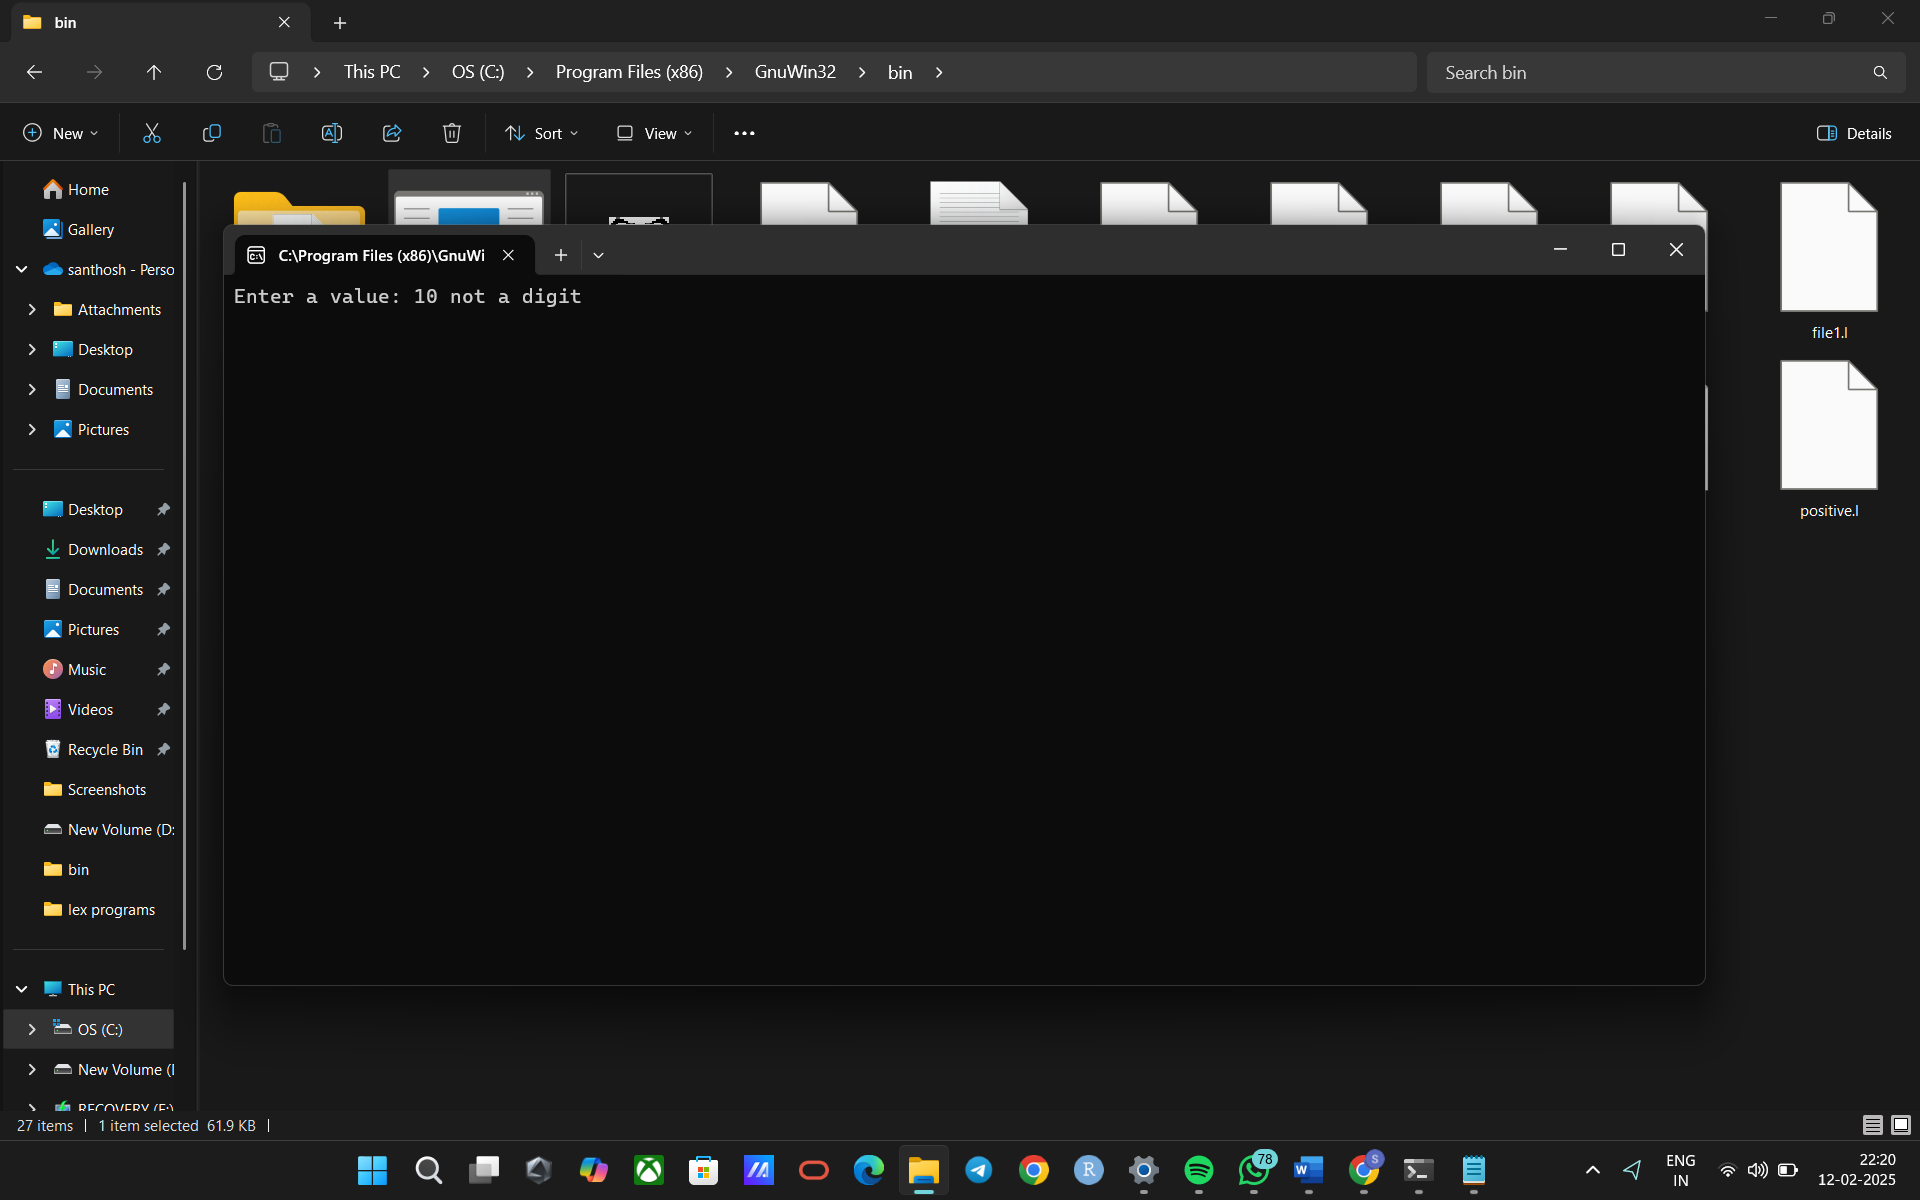 bin
This PC
OS (C:)
Program Files (x86)
GnuWin32
bin
Search bin
New
Sort
View
Details
Home
Gallery
santhosh - Perso
Attachments
Desktop
Documents
Pictures
Desktop
Downloads
Documents
Pictures
Music
Videos
Recycle Bin
Screenshots
New Volume (D:
bin
lex programs
This PC
OS (C:)
New Volume (
RECOVERY (E:)
C:\Program Files (x86)\GnuWi
Enter a value: 10 not a digit
file1.l
positive.l
27 items
1 item selected 61.9 KB
78
S
ENG
IN
22:20
12-02-2025